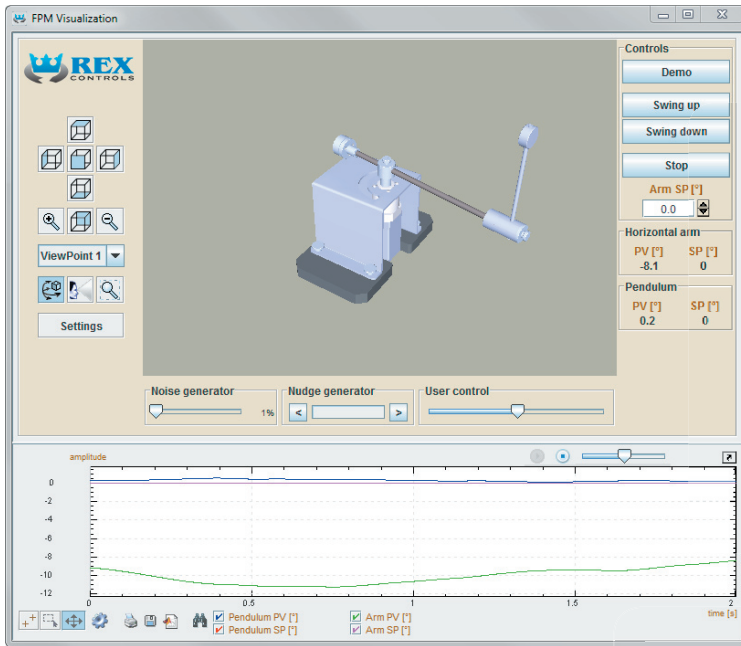 FPM Visualization
REX
CONTROLS
ViewPoint 1
Settings
Controls
Demo
Swing up
Swing down
Stop
Arm SP [°]
0.0
Horizontal arm
PV [°] SP [°]
-8.1 0
Pendulum
PV [°] SP [°]
0.2 0
Noise generator
1%
Nudge generator
< >
User control
amplitude
0
-2
-4
-6
-8
-10
-12
0 0.5 1 1.5 2
time [s]
Pendulum PV [°] Arm PV [°]
Pendulum SP [°] Arm SP [°]